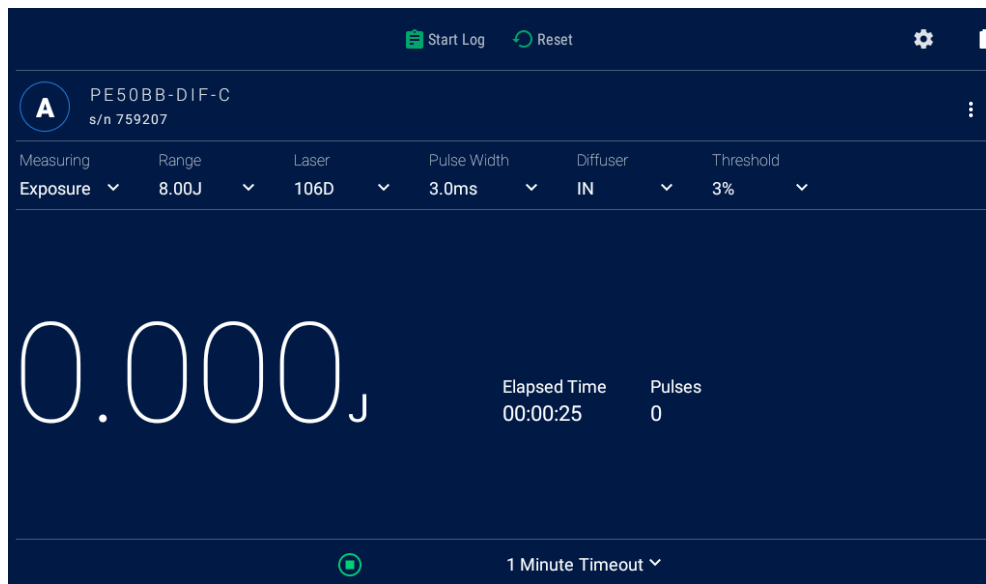 Start Log Reset
A
PE50BB-DIF-C
s/n 759207
Measuring Range Laser Pulse Width Diffuser Threshold
Exposure 8.00J 106D 3.0ms IN 3%
0.000J
Elapsed Time Pulses
00:00:25 0
1 Minute Timeout